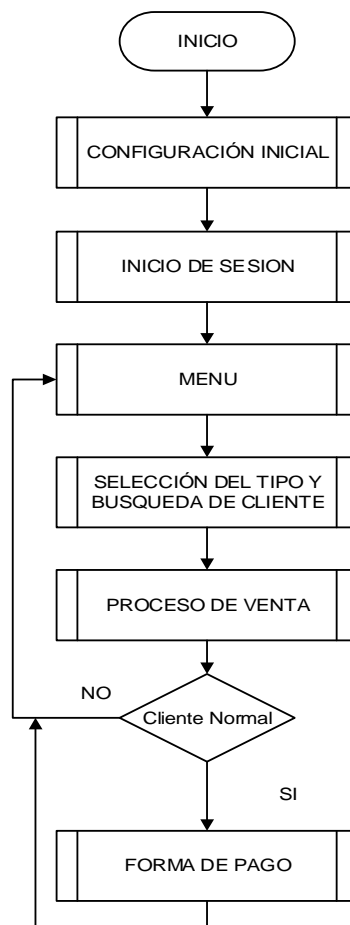 INICIO
CONFIGURACIÓN INICIAL
INICIO DE SESION
MENU
SELECCIÓN DEL TIPO Y
BUSQUEDA DE CLIENTE
PROCESO DE VENTA
NO
Cliente Normal
SI
FORMA DE PAGO